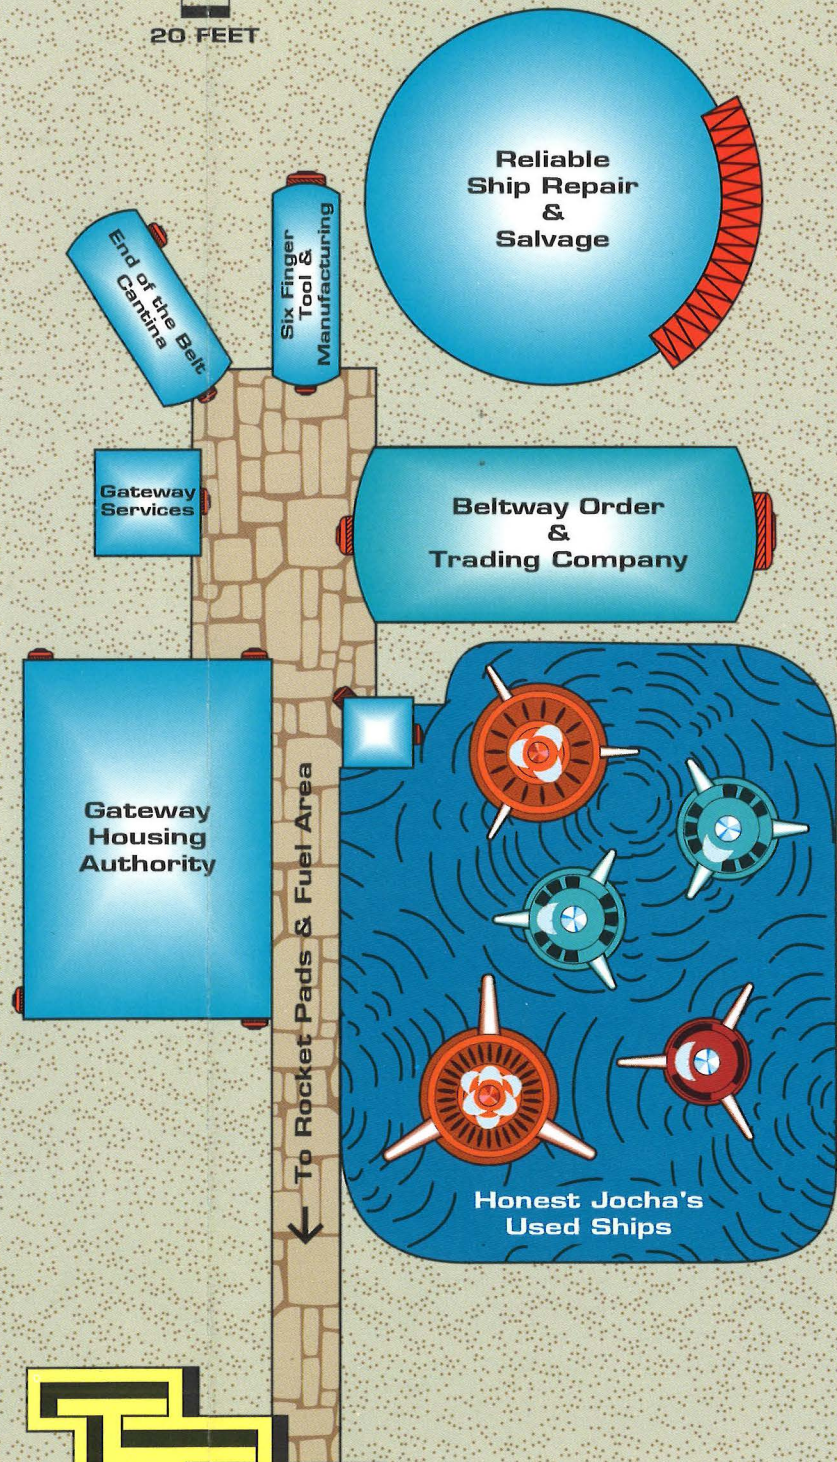 20 FEET
Reliable
Ship Repair
&
Salvage
End of the Belt
Cantina
Six Finger
Tool &
Manufacturing
Gateway
Services
Beltway Order
&
Trading Company
Gateway
Housing
Authority
To Rocket Pads & Fuel Area
Honest Jocha's
Used Ships